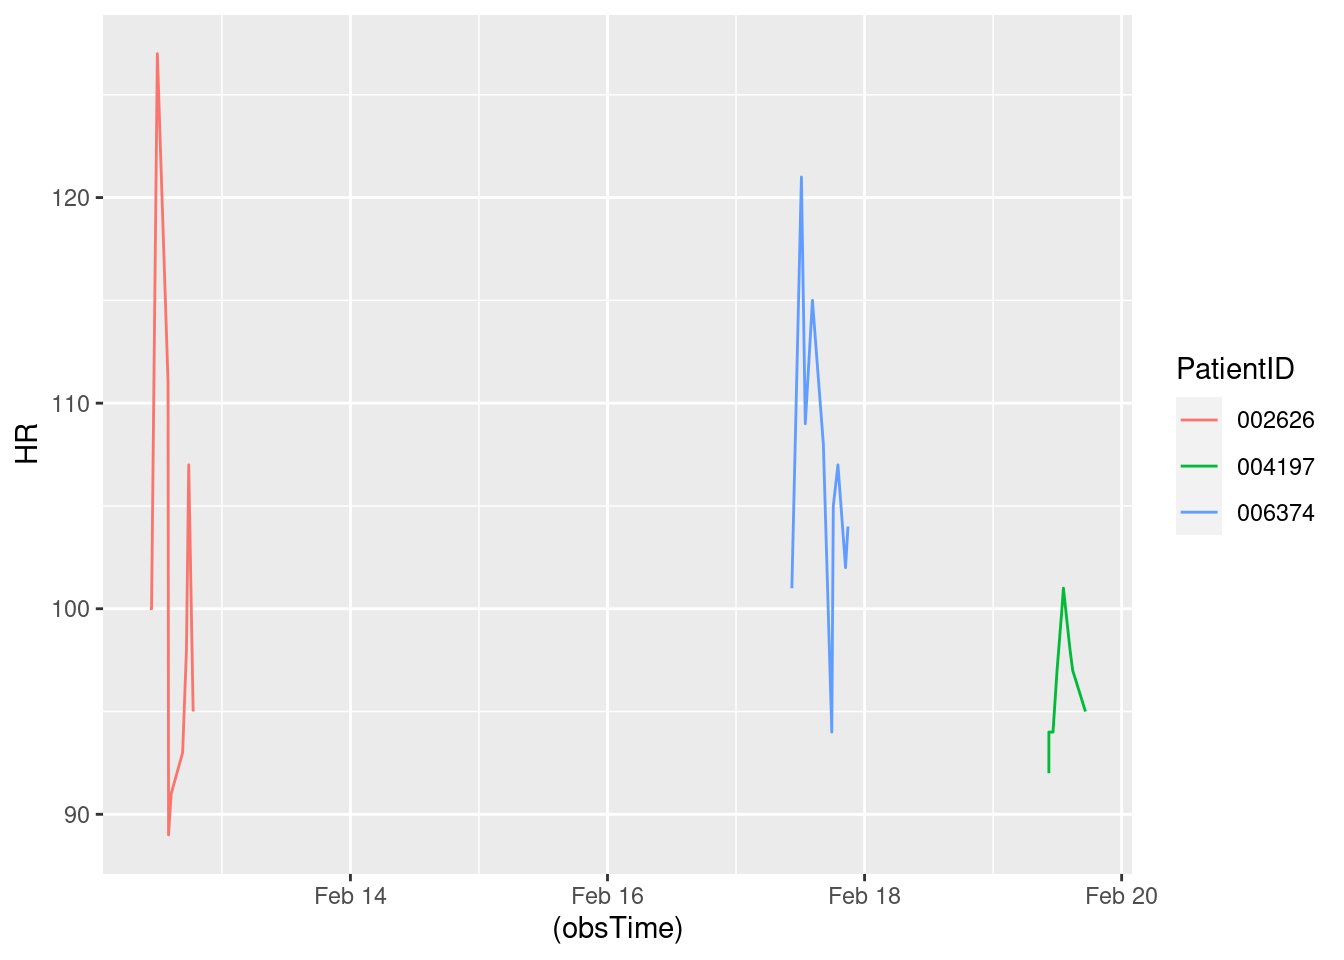 120
110
100
90
HR
Feb 14
Feb 16
Feb 18
Feb 20
(obsTime)
PatientID
002626
004197
006374